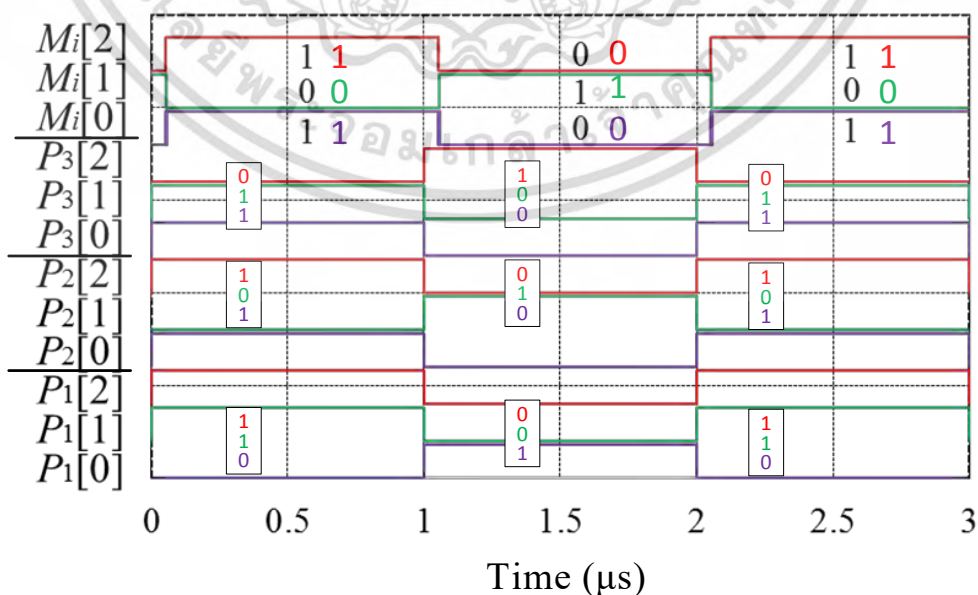 Mi[2] 1 1 0 0 1 1
Mi[1] 0 0 1 1 0 0
Mi[0] 1 1 0 0 1 1
P3[2] 0 1 0
P3[1] 1 0 1
P3[0] 1 0 1
P2[2] 1 0 1
P2[1] 0 1 0
P2[0] 1 0 1
P1[2] 1 0 1
P1[1] 1 0 1
P1[0] 0 1 0
0 0.5 1 1.5 2 2.5 3
Time (μs)